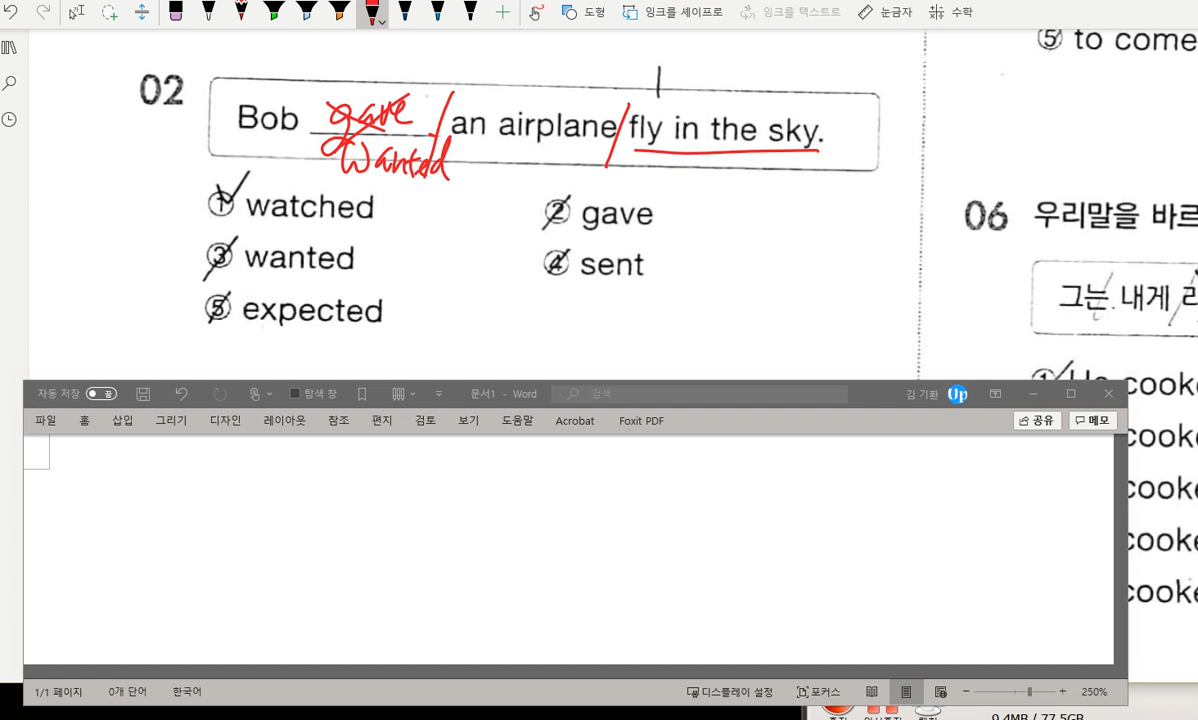 도형
잉크를 셰이프로
잉크를 텍스트로
눈금자
수학
⑤ to come
02
Bob gave / an airplane / fly in the sky.
wanted
① watched
② gave
③ wanted
④ sent
⑤ expected
06 우리말을 바르
그는 내게
① He cook
cook
cook
cook
cook
자동 저장 끔
탐색 창
문서1 - Word
검색
김 기환
Up
파일 홈 삽입 그리기 디자인 레이아웃 참조 편지 검토 보기 도움말 Acrobat Foxit PDF
공유
메모
1/1 페이지 0개 단어 한국어
디스플레이 설정
포커스
250%
9.4MB / 77.5GB